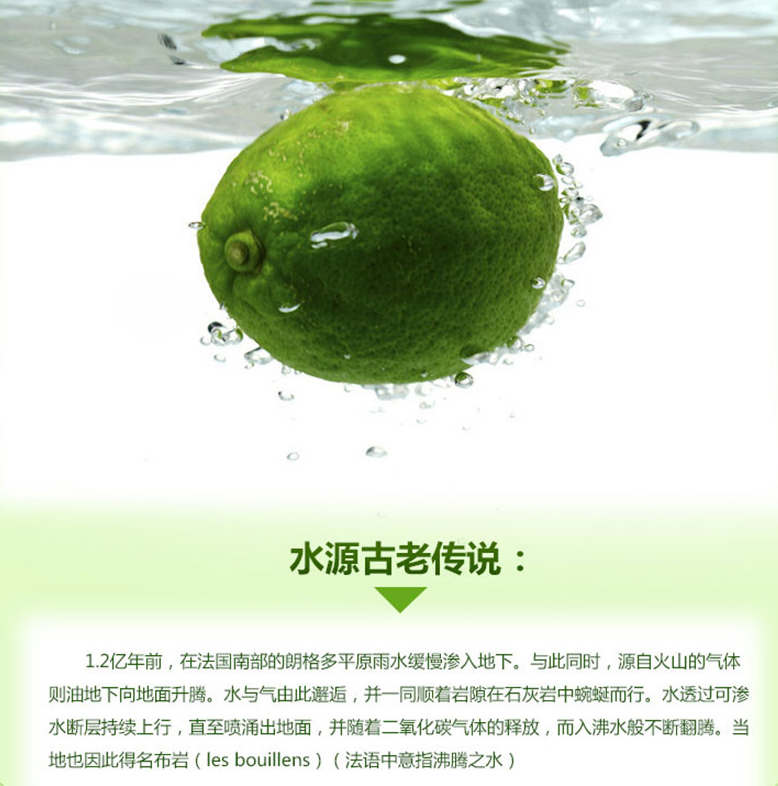 水源古老传说：
1.2亿年前，在法国南部的朗格多平原雨水缓慢渗入地下。与此同时，源自火山的气体
则油地下向地面升腾。水与气由此邂逅，并一同顺着岩隙在石灰岩中蜿蜒而行。水透过可渗
水断层持续上行，直至喷涌出地面，并随着二氧化碳气体的释放，而入沸水般不断翻腾。当
地也因此得名布岩（les bouillens）（法语中意指沸腾之水）